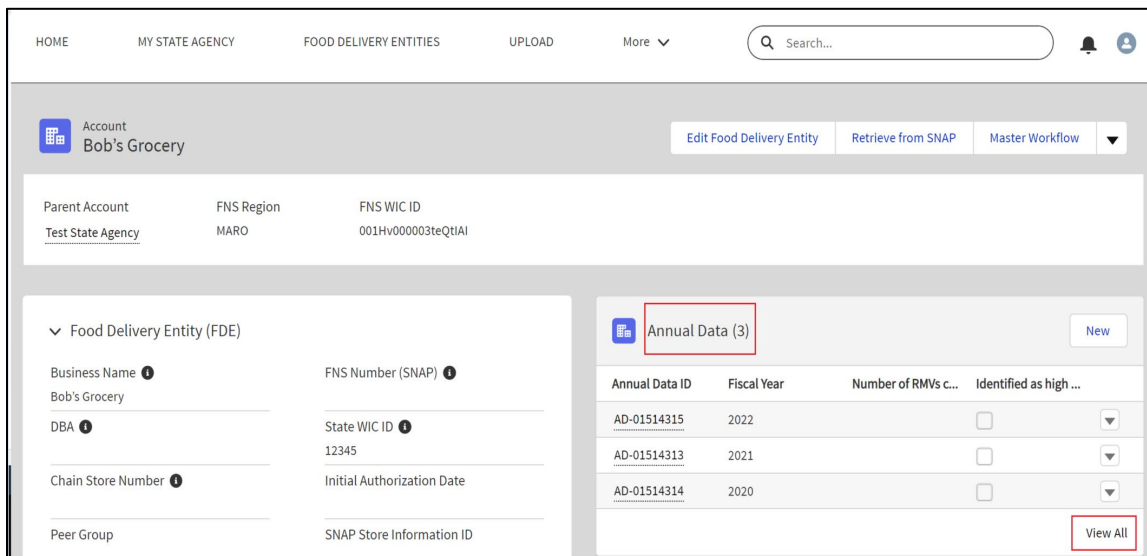 HOME MY STATE AGENCY FOOD DELIVERY ENTITIES UPLOAD More Search...
Account
Bob's Grocery
Edit Food Delivery Entity Retrieve from SNAP Master Workflow
Parent Account FNS Region FNS WIC ID
Test State Agency MARO 001Hv000003teQtIAI
Food Delivery Entity (FDE)
Business Name FNS Number (SNAP)
Bob's Grocery
DBA State WIC ID
12345
Chain Store Number Initial Authorization Date
Peer Group SNAP Store Information ID
Annual Data (3) New
Annual Data ID Fiscal Year Number of RMVs c... Identified as high ...
AD-01514315 2022
AD-01514313 2021
AD-01514314 2020
View All